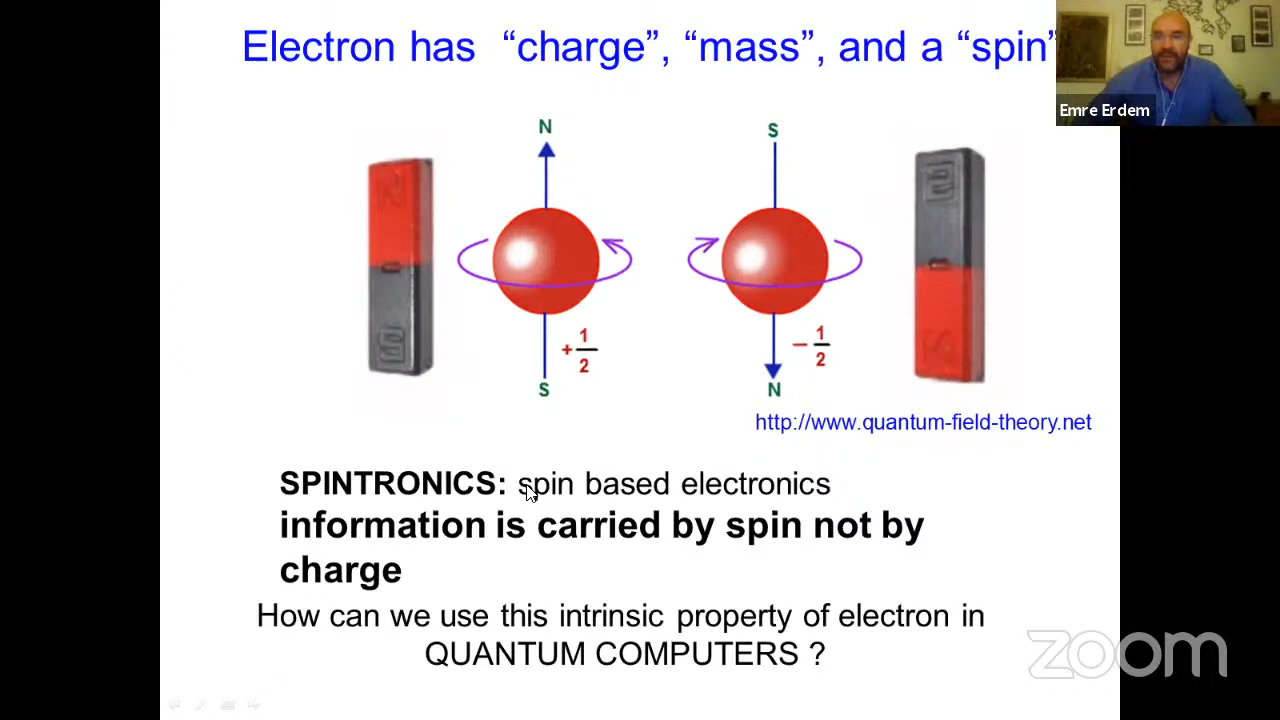 Electron has “charge”, “mass”, and a “spin”
Emre Erdem
N
S
N
S
+ 1/2
− 1/2
S
N
S
N
http://www.quantum-field-theory.net
SPINTRONICS: spin based electronics
information is carried by spin not by
charge
How can we use this intrinsic property of electron in
QUANTUM COMPUTERS ?
zoom